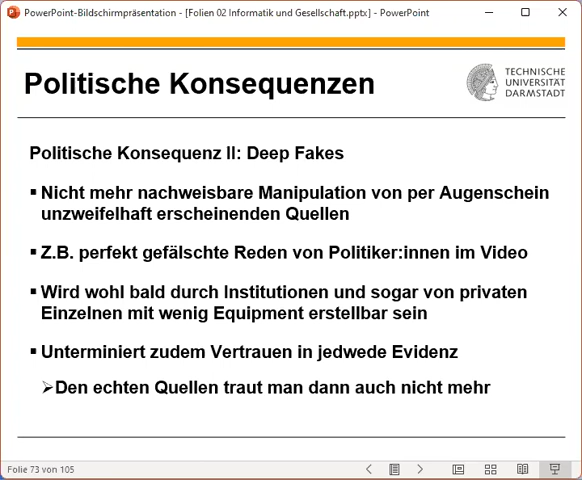 PowerPoint-Bildschirmpräsentation - [Folien 02 Informatik und Gesellschaft.pptx] - PowerPoint
Politische Konsequenzen
TECHNISCHE
UNIVERSITÄT
DARMSTADT
Politische Konsequenz II: Deep Fakes
▪ Nicht mehr nachweisbare Manipulation von per Augenschein
unzweifelhaft erscheinenden Quellen
▪ Z.B. perfekt gefälschte Reden von Politiker:innen im Video
▪ Wird wohl bald durch Institutionen und sogar von privaten
Einzelnen mit wenig Equipment erstellbar sein
▪ Unterminiert zudem Vertrauen in jedwede Evidenz
➢ Den echten Quellen traut man dann auch nicht mehr
Folie 73 von 105